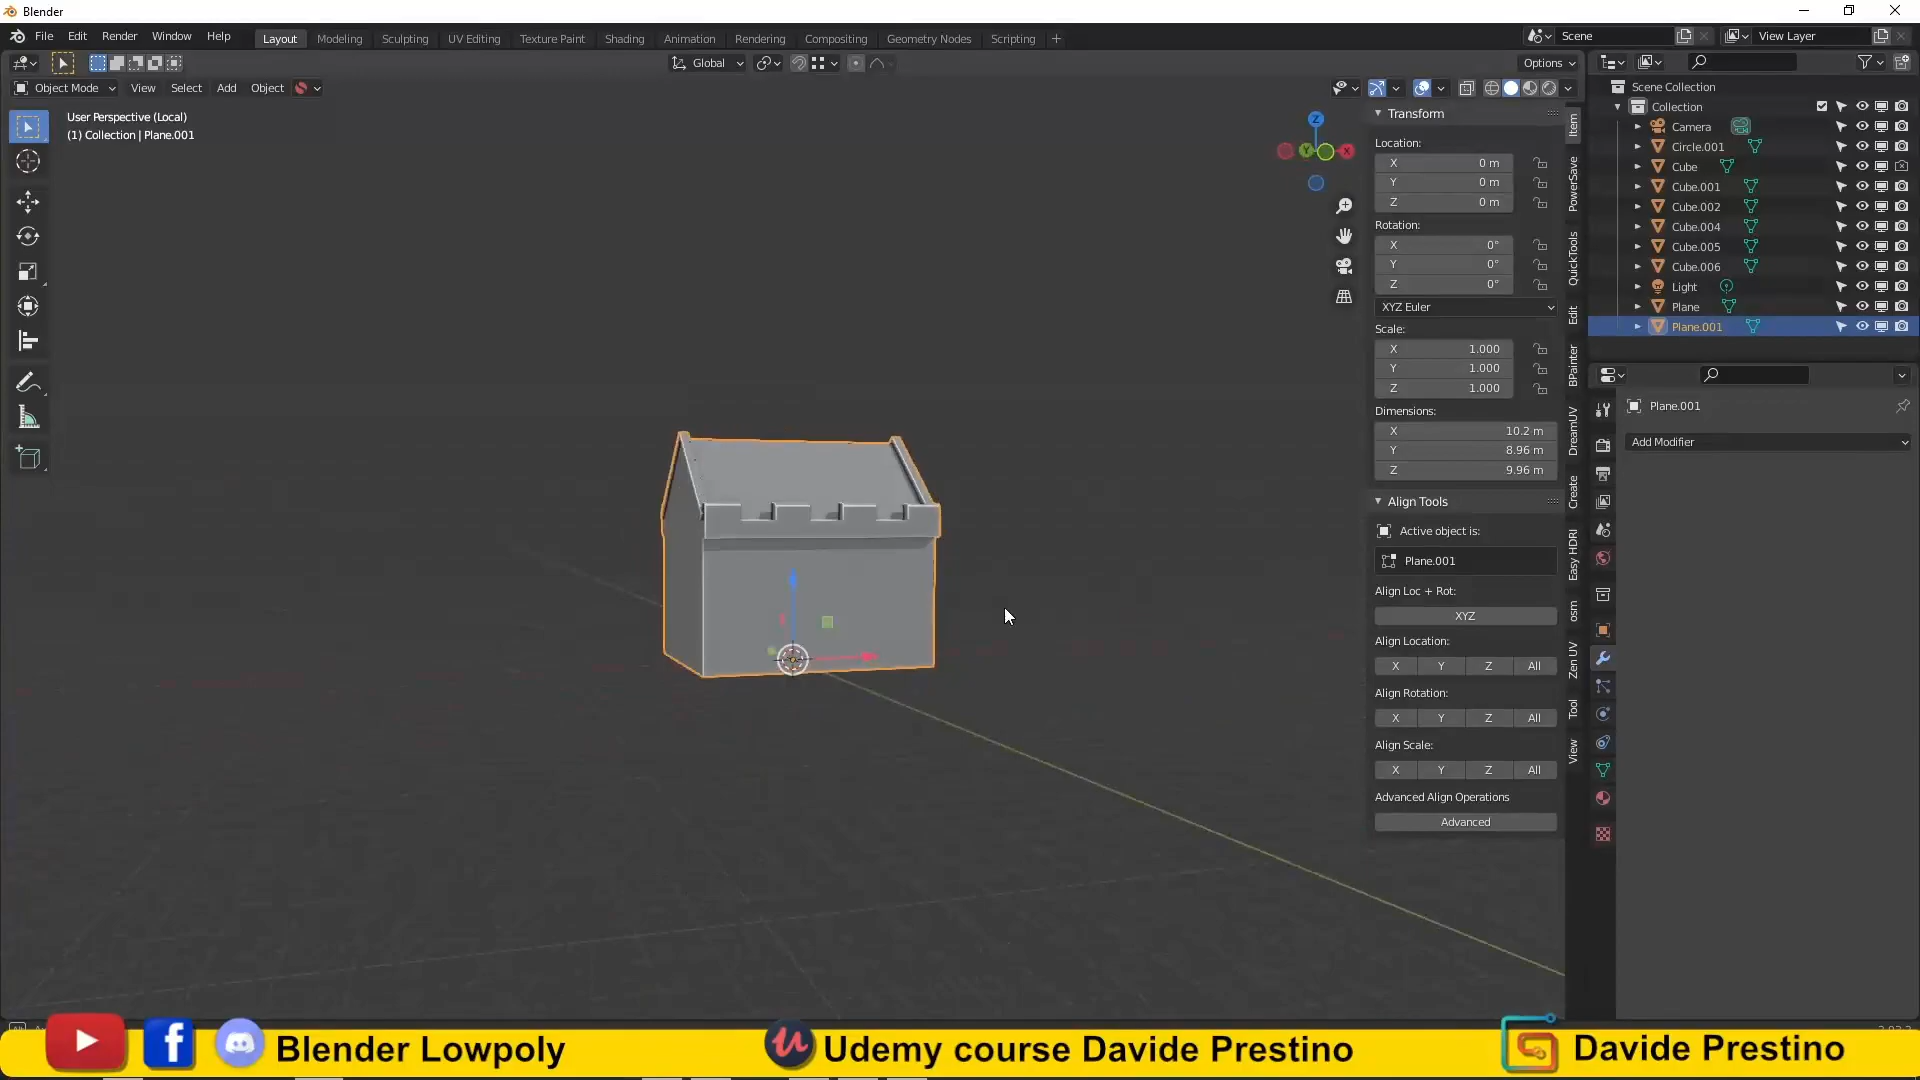 Blender
File Edit Render Window Help
Layout Modeling Sculpting UV Editing Texture Paint Shading Animation Rendering Compositing Geometry Nodes Scripting +
Scene
View Layer
Global
Options
Object Mode View Select Add Object
User Perspective (Local)
(1) Collection | Plane.001
Z
Y
X
Transform
Location:
X 0 m
Y 0 m
Z 0 m
Rotation:
X 0°
Y 0°
Z 0°
XYZ Euler
Scale:
X 1.000
Y 1.000
Z 1.000
Dimensions:
X 10.2 m
Y 8.96 m
Z 9.96 m
Align Tools
Active object is:
Plane.001
Align Loc + Rot:
XYZ
Align Location:
X Y Z All
Align Rotation:
X Y Z All
Align Scale:
X Y Z All
Advanced Align Operations
Advanced
Item
PowerSave
QuickTools
Edit
BPainter
DreamUV
Create
Easy HDRI
osm
Zen UV
Tool
View
Scene Collection
Collection
Camera
Circle.001
Cube
Cube.001
Cube.002
Cube.004
Cube.005
Cube.006
Light
Plane
Plane.001
Plane.001
Add Modifier
Blender Lowpoly
Udemy course Davide Prestino
Davide Prestino